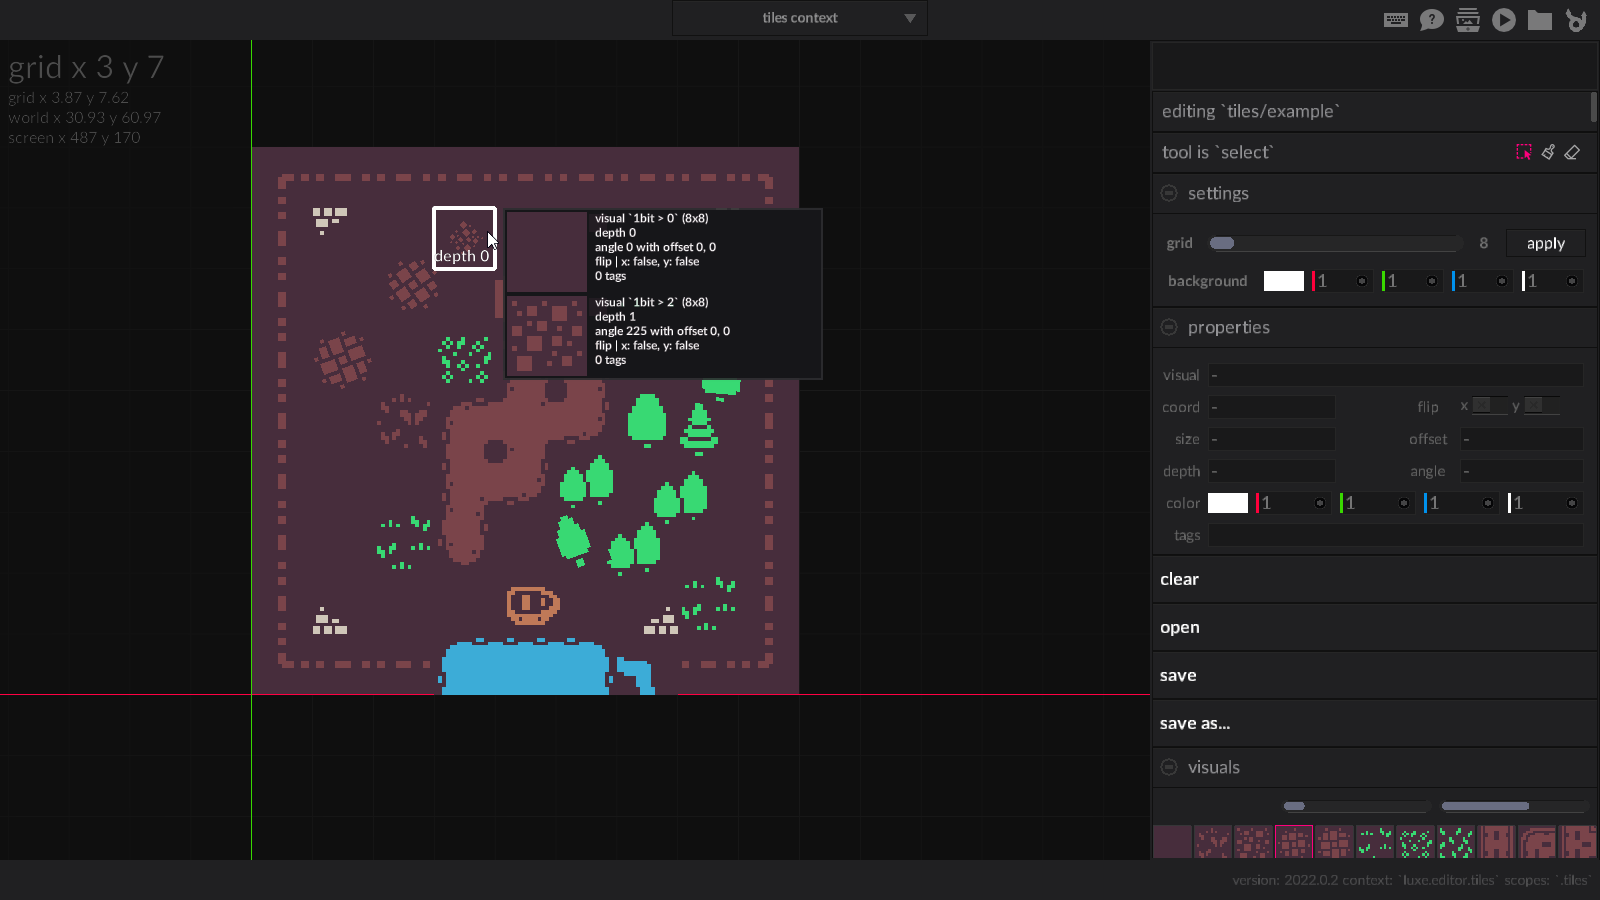 tiles context
grid x 3 y 7
grid x 3.87 y 7.62
world x 30.93 y 60.97
screen x 487 y 170
editing `tiles/example`
tool is `select`
settings
grid 8 apply
background 1 1 1 1
properties
visual -
coord - flip x y
size - offset -
depth - angle -
color 1 1 1 1
tags
clear
open
save
save as...
visuals
depth 0
visual `1bit > 0` (8x8)
depth 0
angle 0 with offset 0, 0
flip | x: false, y: false
0 tags
visual `1bit > 2` (8x8)
depth 1
angle 225 with offset 0, 0
flip | x: false, y: false
0 tags
version: 2022.0.2 context: `luxe.editor.tiles` scopes: `.tiles`